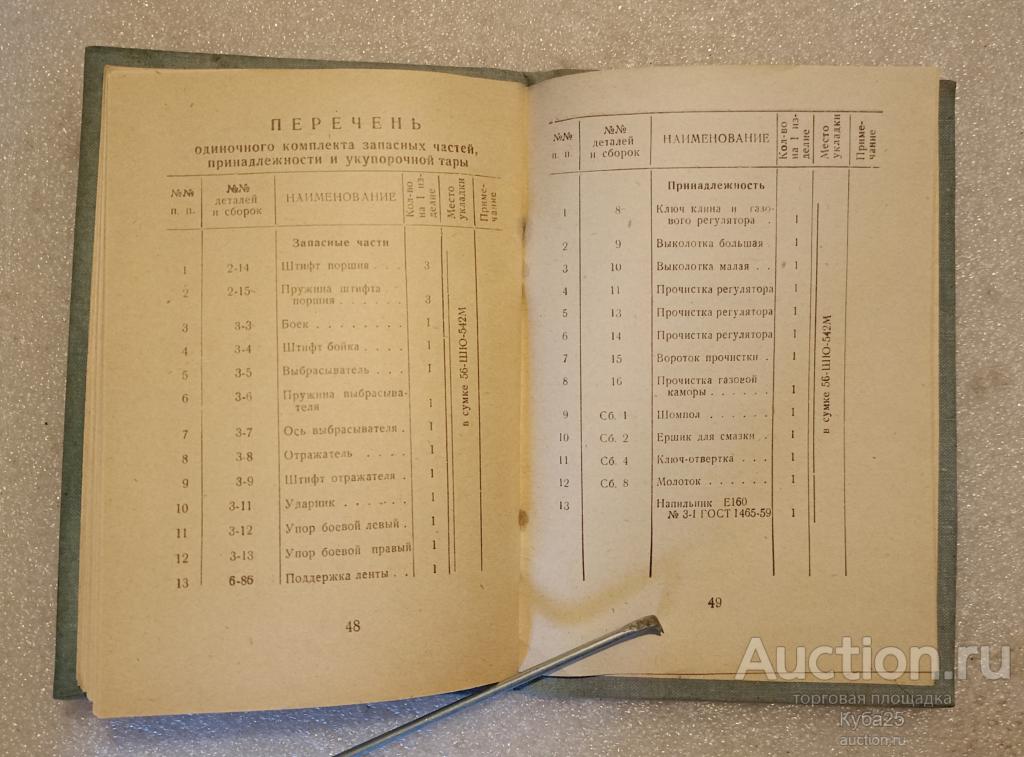 ПЕРЕЧЕНЬ
одиночного комплекта запасных частей,
принадлежности и укупорочной тары
№№ п. п. №№ деталей и сборок НАИМЕНОВАНИЕ Кол-во на 1 изделие Место укладки Примечание
Запасные части
1 2-14 Штифт поршня . . . 3
2 2-15 Пружина штифта
поршня . . . . . . 3
3 3-3 Боек . . . . . . . . 1
4 3-4 Штифт бойка . . . . 1
5 3-5 Выбрасыватель . . . 1
6 3-6 Пружина выбрасыва-
теля 1
7 3-7 Ось выбрасывателя . 1
8 3-8 Отражатель . . . . 1
9 3-9 Штифт отражателя . . 1
10 3-11 Ударник . . . . . . 1
11 3-12 Упор боевой левый . 1
12 3-13 Упор боевой правый 1
13 6-8б Поддержка ленты . . 1
в сумке 56-ШЮ-542М
48
№№ п. п. №№ деталей и сборок НАИМЕНОВАНИЕ Кол-во на 1 из-делие Место укладки Приме-чание
Принадлежность
1 8 Ключ клина и газо-
вого регулятора . 1
2 9 Выколотка большая . 1
3 10 Выколотка малая . . 1
4 11 Прочистка регулятора 1
5 13 Прочистка регулятора 1
6 14 Прочистка регулятора 1
7 15 Вороток прочистки . 1
8 16 Прочистка газовой
каморы . . . . . . 1
9 Сб. 1 Шомпол . . . . . . 1
10 Сб. 2 Ершик для смазки . . 1
11 Сб. 4 Ключ-отвертка . . . 1
12 Сб. 8 Молоток . . . . . . 1
13 Напильник Е160
№ 3-1 ГОСТ 1465-59 1
в сумке 56-ШЮ-542М
49
Auction.ru
торговая площадка
Куба25
auction.ru